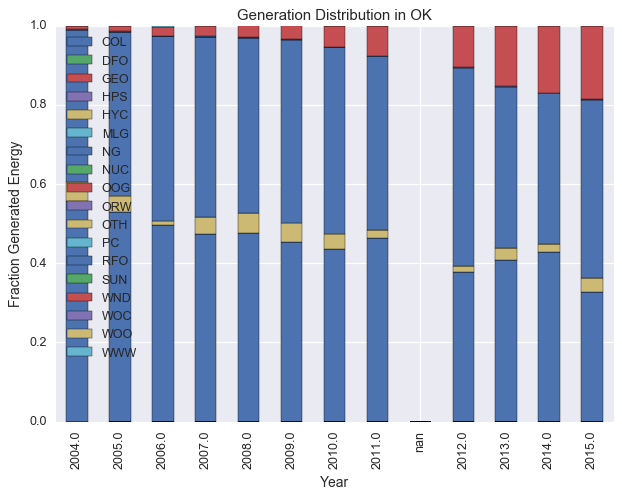 Generation Distribution in OK
1.0
0.8
0.6
0.4
0.2
0.0
Fraction Generated Energy
COL
DFO
GEO
HPS
HYC
MLG
NG
NUC
OOG
ORW
OTH
PC
RFO
SUN
WND
WOC
WOO
WWW
2004.0
2005.0
2006.0
2007.0
2008.0
2009.0
2010.0
2011.0
nan
2012.0
2013.0
2014.0
2015.0
Year